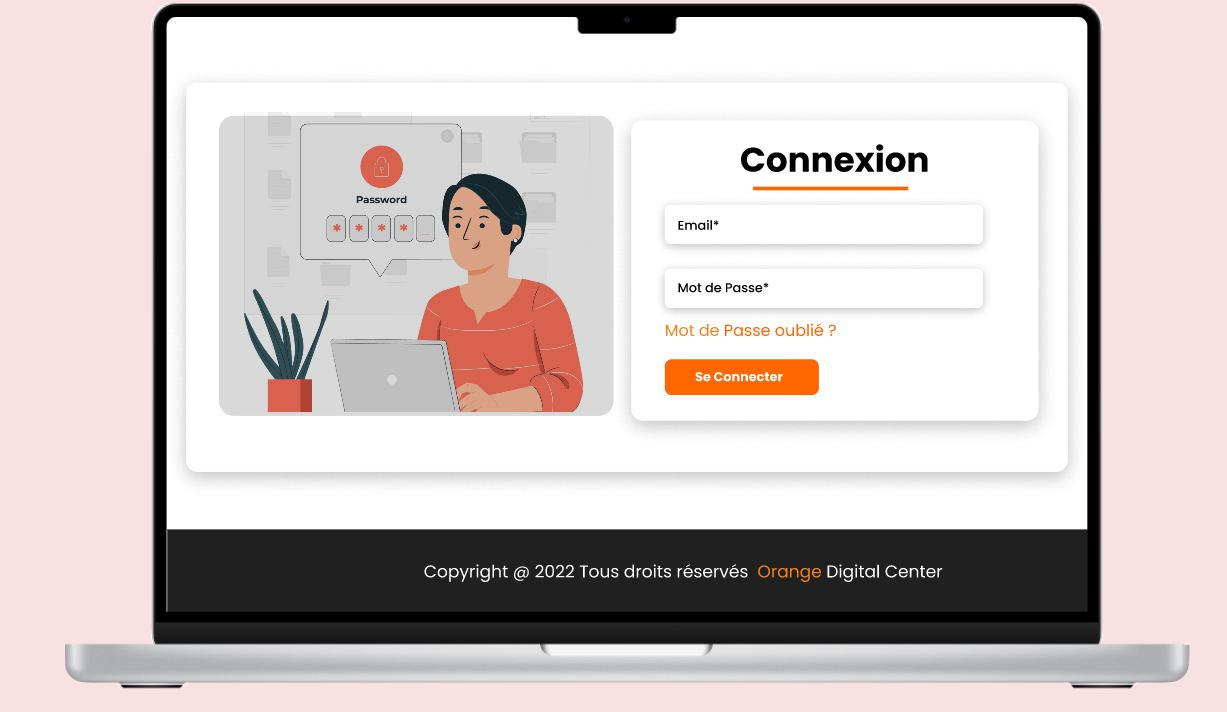 Password
* * * * _
Connexion
Email*
Mot de Passe*
Mot de Passe oublié ?
Se Connecter
Copyright @ 2022 Tous droits réservés Orange Digital Center